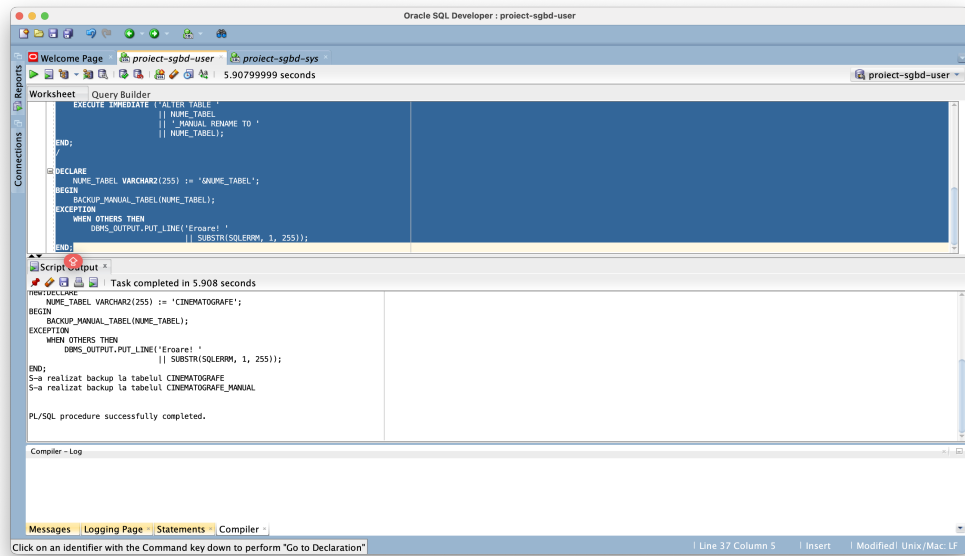 Oracle SQL Developer : proiect-sgbd-user
Welcome Page
proiect-sgbd-user
proiect-sgbd-sys
5.90799999 seconds
proiect-sgbd-user
Reports
Connections
Worksheet Query Builder
EXECUTE IMMEDIATE ('ALTER TABLE '
|| NUME_TABEL
|| '_MANUAL RENAME TO '
|| NUME_TABEL);
END;
/
DECLARE
NUME_TABEL VARCHAR2(255) := '&NUME_TABEL';
BEGIN
BACKUP_MANUAL_TABEL(NUME_TABEL);
EXCEPTION
WHEN OTHERS THEN
DBMS_OUTPUT.PUT_LINE('Eroare! '
|| SUBSTR(SQLERRM, 1, 255));
END;
Script Output
Task completed in 5.908 seconds
new:DECLARE
NUME_TABEL VARCHAR2(255) := 'CINEMATOGRAFE';
BEGIN
BACKUP_MANUAL_TABEL(NUME_TABEL);
EXCEPTION
WHEN OTHERS THEN
DBMS_OUTPUT.PUT_LINE('Eroare! '
|| SUBSTR(SQLERRM, 1, 255));
END;
S-a realizat backup la tabelul CINEMATOGRAFE
S-a realizat backup la tabelul CINEMATOGRAFE_MANUAL
PL/SQL procedure successfully completed.
Compiler - Log
Messages Logging Page Statements Compiler
Click on an identifier with the Command key down to perform "Go to Declaration"
Line 37 Column 5 Insert Modified Unix/Mac: LF